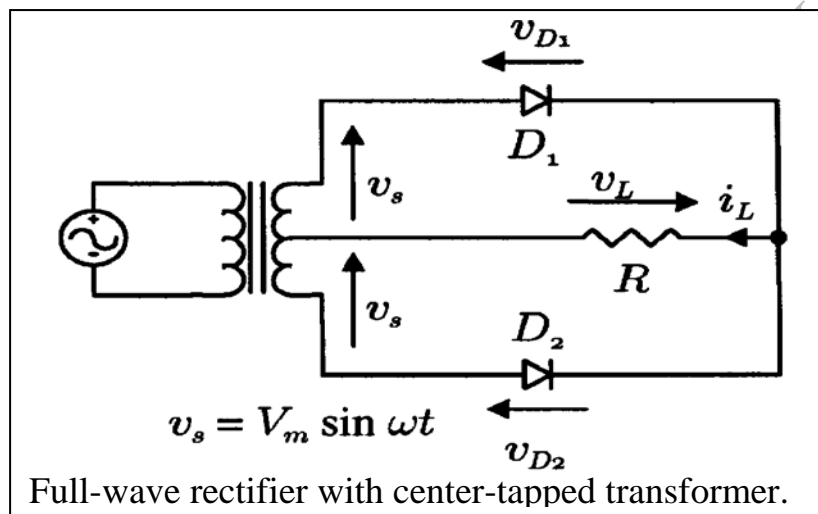 v_{D1}
D_1
v_s
v_L
i_L
+
-
R
v_s
D_2
v_s = V_m sin ωt
v_{D2}
Full-wave rectifier with center-tapped transformer.